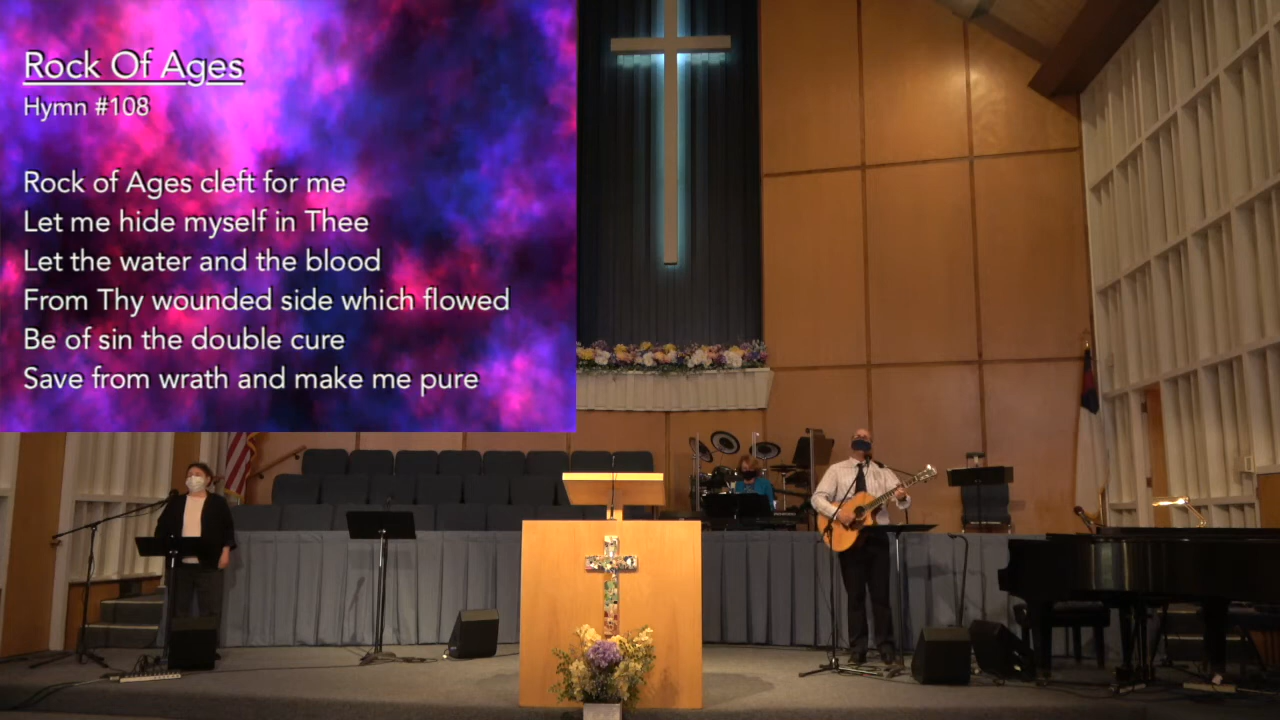 Rock Of Ages
Hymn #108
Rock of Ages cleft for me
Let me hide myself in Thee
Let the water and the blood
From Thy wounded side which flowed
Be of sin the double cure
Save from wrath and make me pure